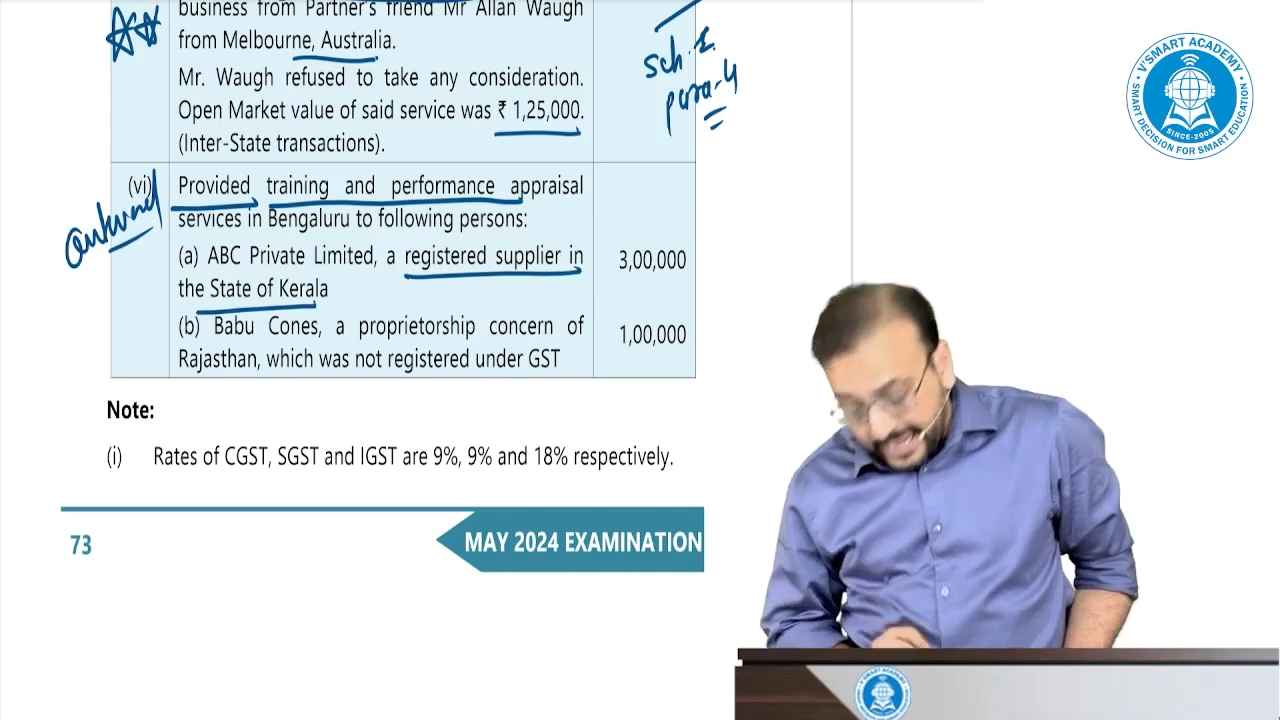 business from Partner's friend Mr Allan Waugh
from Melbourne, Australia.
Mr. Waugh refused to take any consideration.
Open Market value of said service was ₹ 1,25,000.
(Inter-State transactions).
Sch. I
para-4
(vi) Provided training and performance appraisal
services in Bengaluru to following persons:
(a) ABC Private Limited, a registered supplier in
the State of Kerala
3,00,000
(b) Babu Cones, a proprietorship concern of
Rajasthan, which was not registered under GST
1,00,000
outward
Note:
(i) Rates of CGST, SGST and IGST are 9%, 9% and 18% respectively.
73
MAY 2024 EXAMINATION
V'SMART ACADEMY
SINCE-2005
SMART DECISION FOR SMART EDUCATION